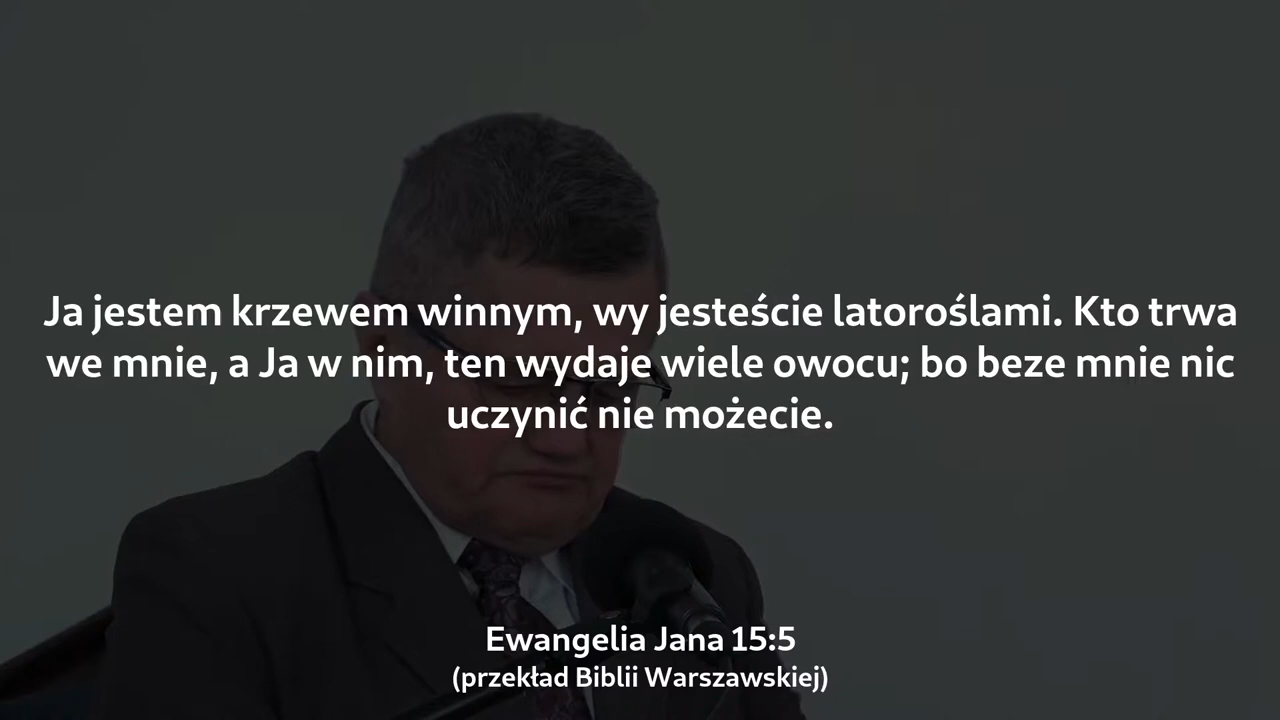 Ja jestem krzewem winnym, wy jesteście latoroślami. Kto trwa
we mnie, a Ja w nim, ten wydaje wiele owocu; bo beze mnie nic
uczynić nie możecie.
Ewangelia Jana 15:5
(przekład Biblii Warszawskiej)